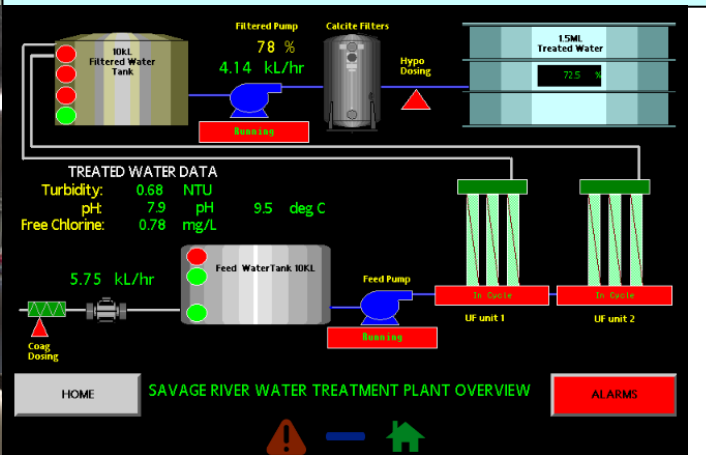 Filtered Pump
Calcite Filters
10kL
Filtered Water
Tank
78 %
4.14 kL/hr
Hypo
Dosing
1.5ML
Treated Water
72.5 %
Running
TREATED WATER DATA
Turbidity: 0.68 NTU
pH: 7.9 pH 9.5 deg C
Free Chlorine: 0.78 mg/L
5.75 kL/hr
Feed WaterTank 10KL
Feed Pump
Running
In Cycle
In Cycle
UF unit 1
UF unit 2
Coag
Dosing
HOME
SAVAGE RIVER WATER TREATMENT PLANT OVERVIEW
ALARMS